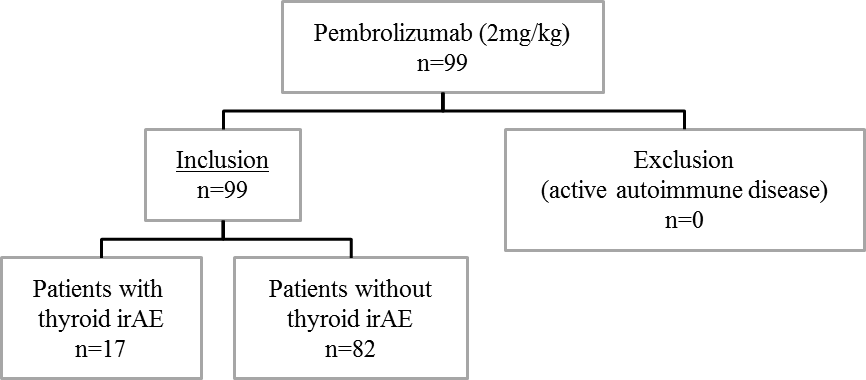 Pembrolizumab (2mg/kg)
n=99
Inclusion
n=99
Exclusion
(active autoimmune disease)
n=0
Patients with
thyroid irAE
n=17
Patients without
thyroid irAE
n=82